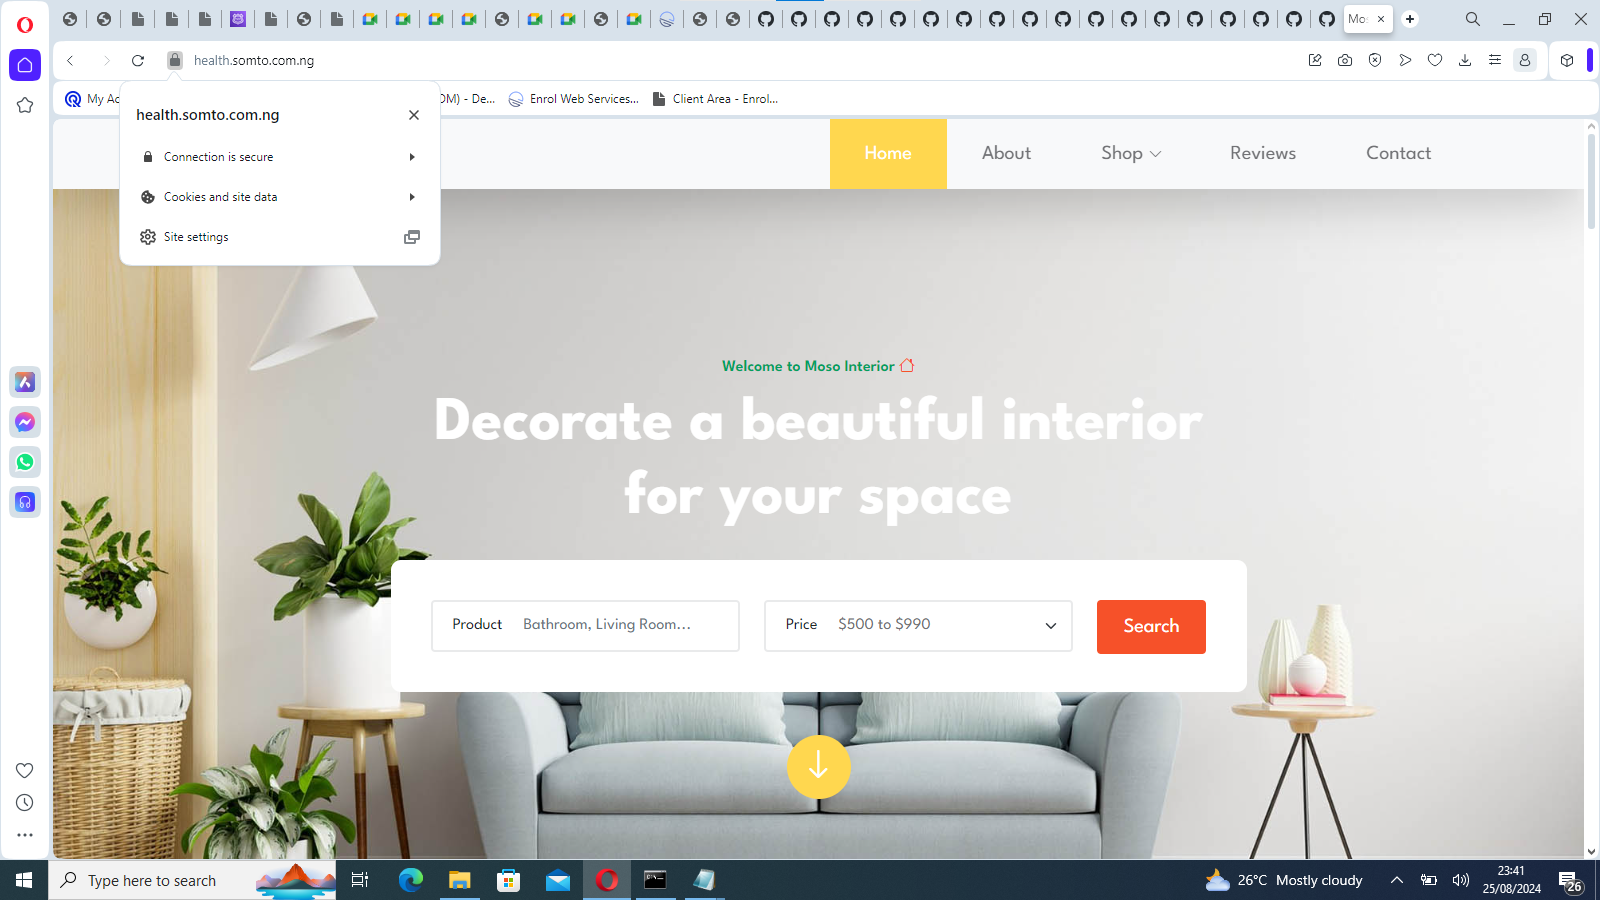 Mo
health.somto.com.ng
My Ac
DM) - De...
Enrol Web Services...
Client Area - Enrol...
health.somto.com.ng
Connection is secure
Cookies and site data
Site settings
Home
About
Shop
Reviews
Contact
Welcome to Moso Interior
Decorate a beautiful interior
for your space
Product
Bathroom, Living Room...
Price
$500 to $990
Search
Type here to search
26°C Mostly cloudy
23:41
25/08/2024
26